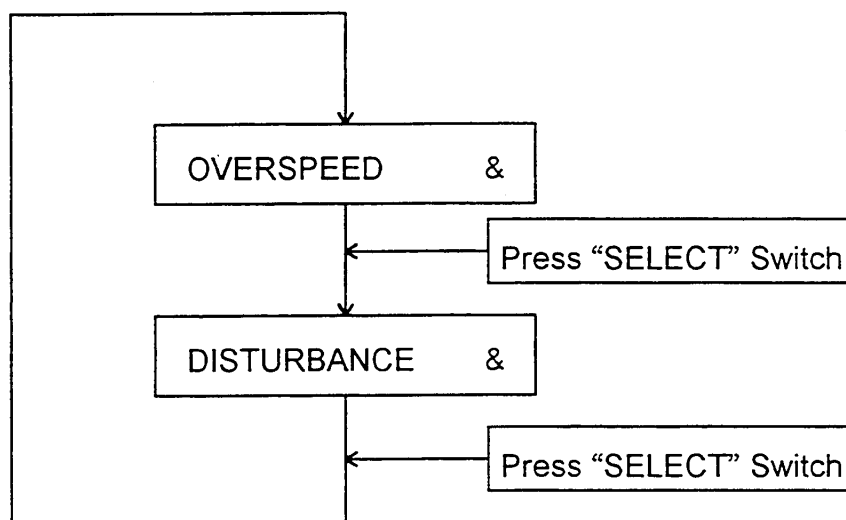 OVERSPEED &
Press “SELECT” Switch
DISTURBANCE &
Press “SELECT” Switch